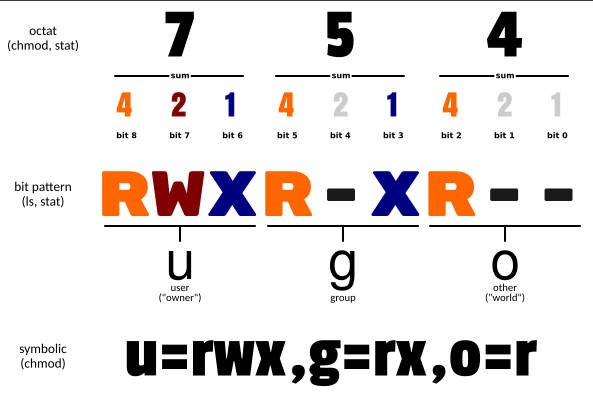 octat
(chmod, stat)
7 5 4
sum sum sum
4 2 1 4 2 1 4 2 1
bit 8 bit 7 bit 6 bit 5 bit 4 bit 3 bit 2 bit 1 bit 0
bit pattern
(ls, stat)
RWXR-XR--
u g o
user group other
("owner") ("world")
symbolic
(chmod)
u=rwx,g=rx,o=r